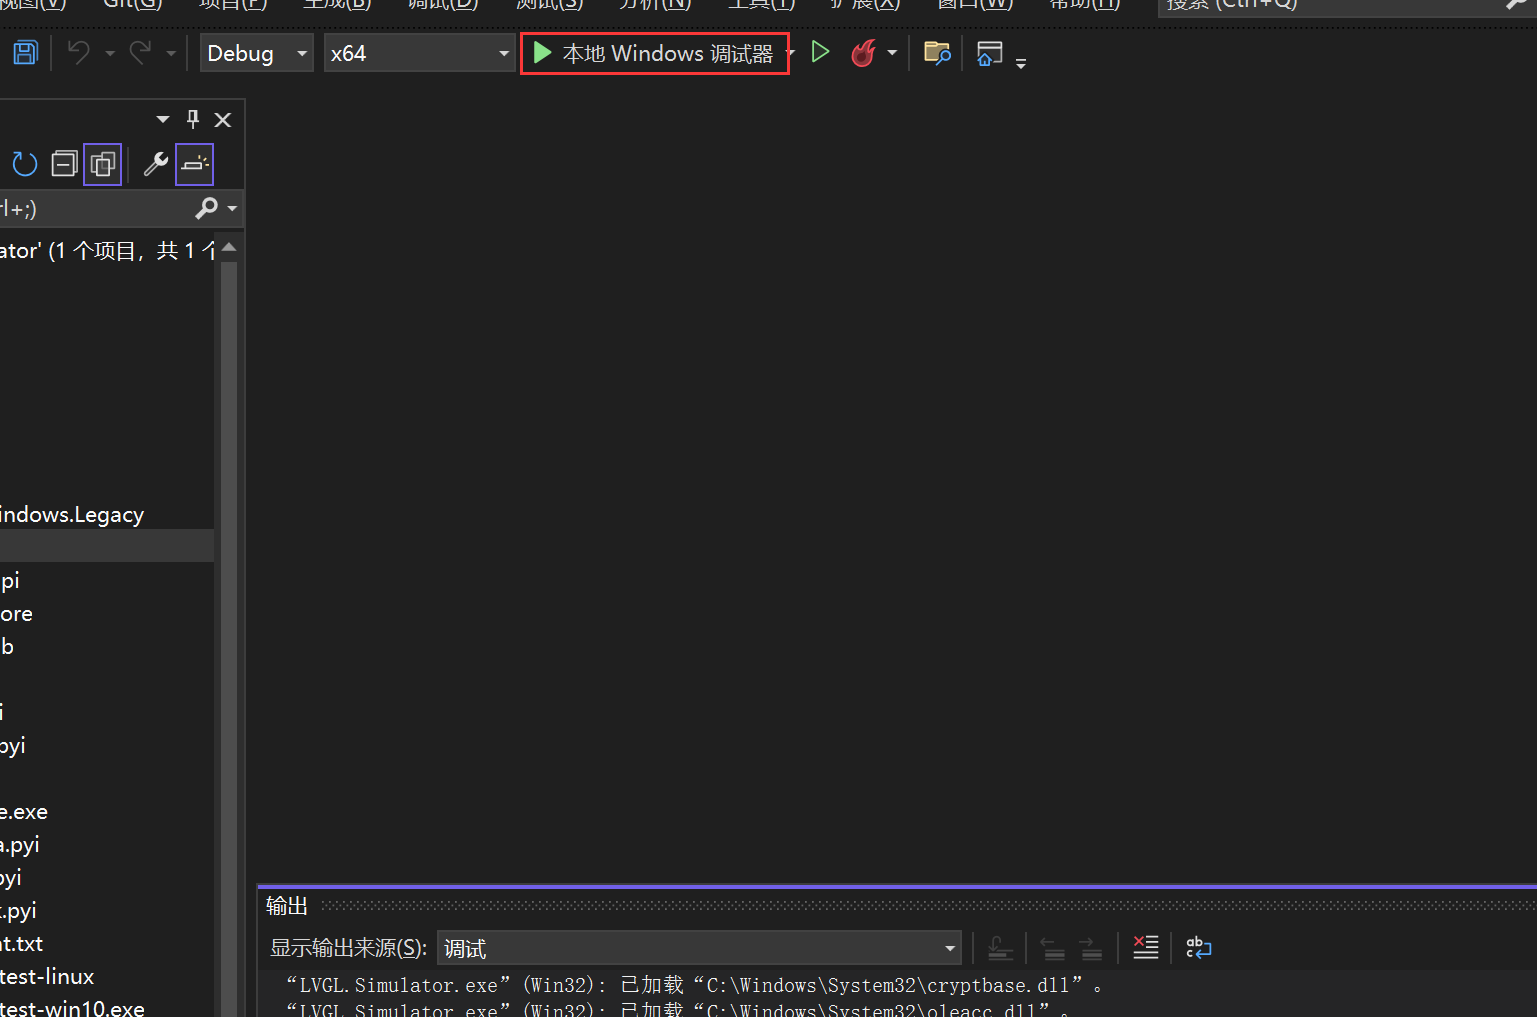 视图(V) Git(G) 项目(P) 生成(B) 调试(D) 测试(S) 分析(N) 工具(T) 扩展(X) 窗口(W) 帮助(H) 搜索 (Ctrl+Q)
Debug x64 本地 Windows 调试器
rl+;)
ator' (1 个项目，共 1 个
indows.Legacy
pi
ore
b
i
pyi
e.exe
a.pyi
pyi
t.pyi
nt.txt
test-linux
test-win10.exe
输出
显示输出来源(S): 调试
ab
c
“LVGL.Simulator.exe”(Win32): 已加载“C:\Windows\System32\cryptbase.dll”。
“LVGL.Simulator.exe”(Win32): 已加载“C:\Windows\System32\oleacc.dll”。